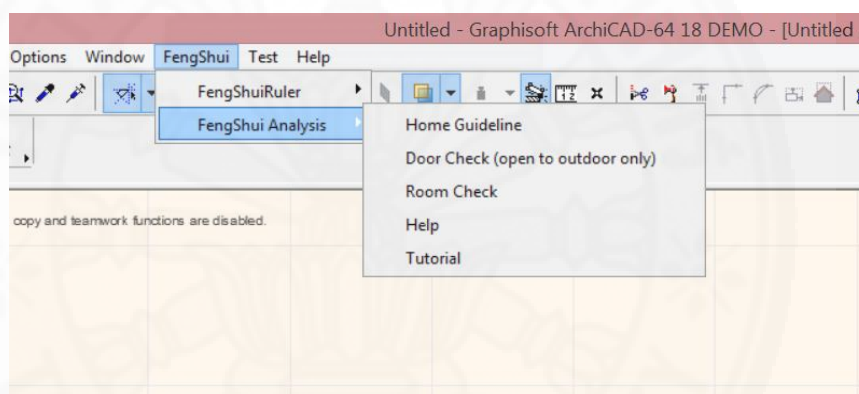 Untitled - Graphisoft ArchiCAD-64 18 DEMO - [Untitled
Options Window FengShui Test Help
FengShuiRuler
FengShui Analysis
Home Guideline
Door Check (open to outdoor only)
Room Check
Help
Tutorial
copy and teamwork functions are disabled.